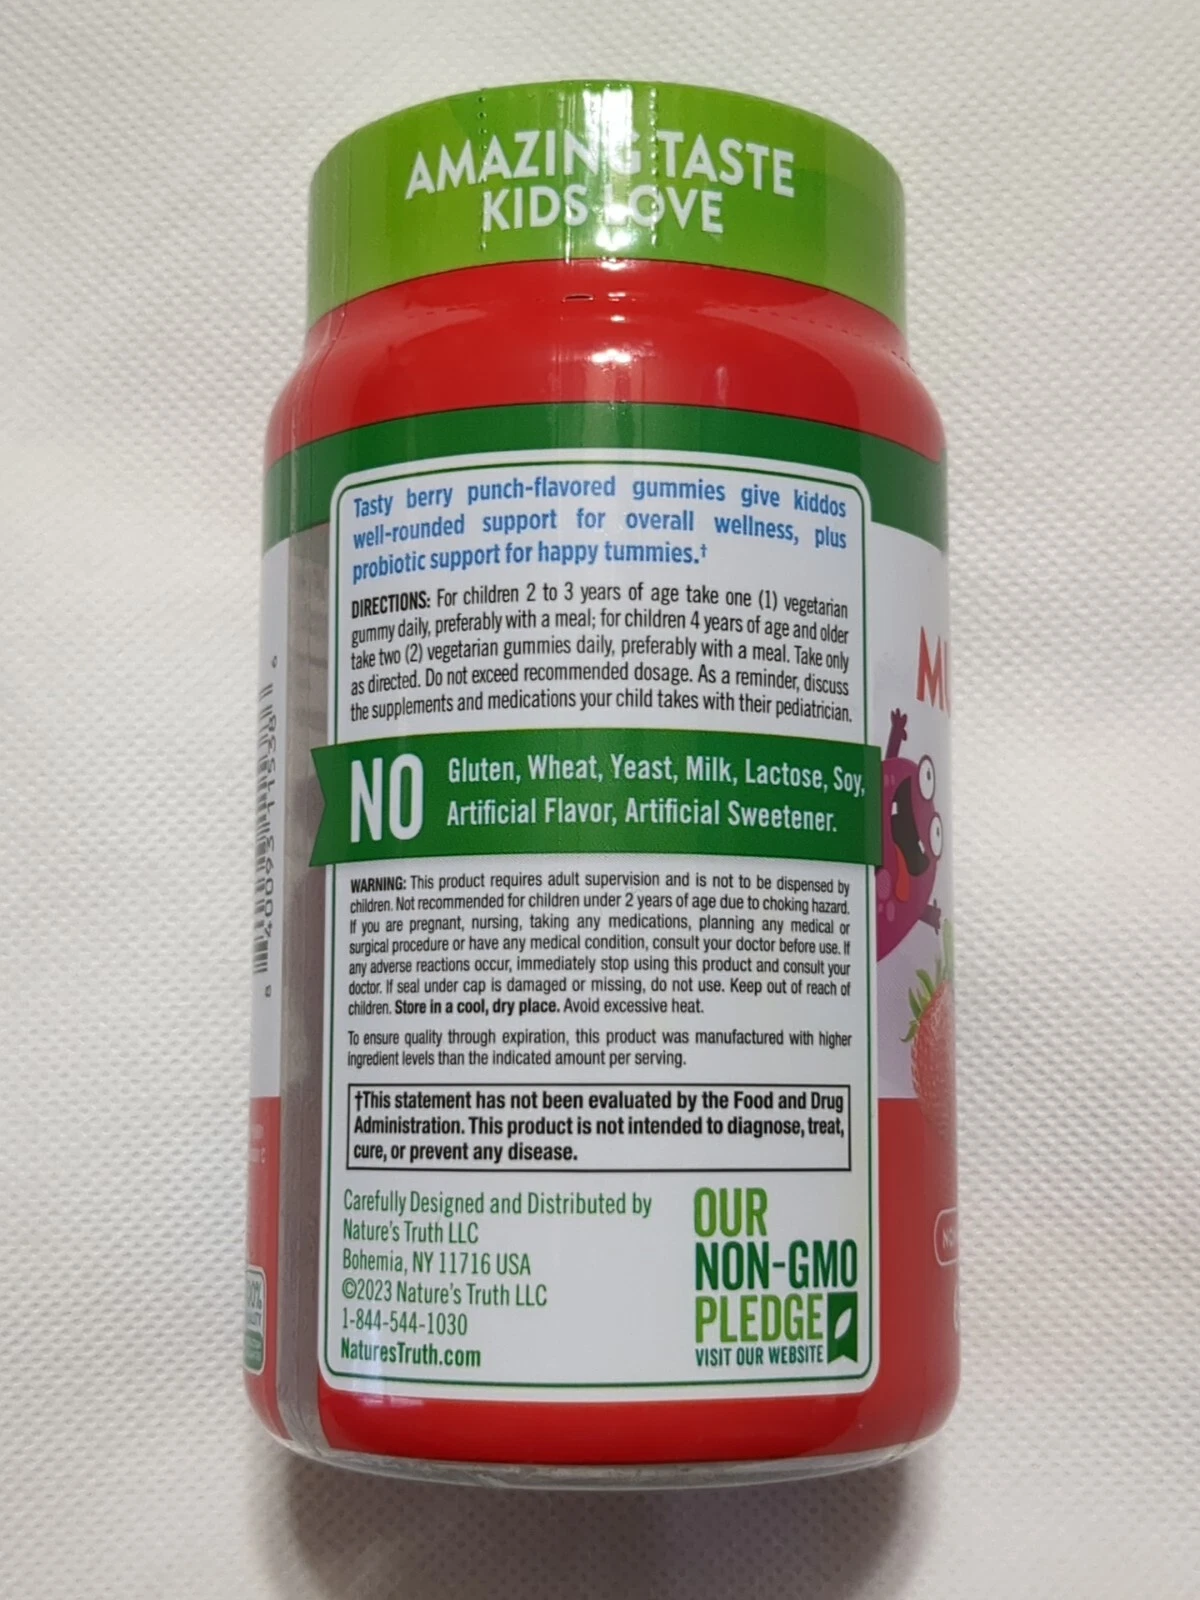 AMAZING TASTE
KIDS LOVE
Tasty berry punch-flavored gummies give kiddos
well-rounded support for overall wellness, plus
probiotic support for happy tummies.†
DIRECTIONS: For children 2 to 3 years of age take one (1) vegetarian
gummy daily, preferably with a meal; for children 4 years of age and older
take two (2) vegetarian gummies daily, preferably with a meal. Take only
as directed. Do not exceed recommended dosage. As a reminder, discuss
the supplements and medications your child takes with their pediatrician.
NO
Gluten, Wheat, Yeast, Milk, Lactose, Soy,
Artificial Flavor, Artificial Sweetener.
WARNING: This product requires adult supervision and is not to be dispensed by
children. Not recommended for children under 2 years of age due to choking hazard.
If you are pregnant, nursing, taking any medications, planning any medical or
surgical procedure or have any medical condition, consult your doctor before use. If
any adverse reactions occur, immediately stop using this product and consult your
doctor. If seal under cap is damaged or missing, do not use. Keep out of reach of
children. Store in a cool, dry place. Avoid excessive heat.
To ensure quality through expiration, this product was manufactured with higher
ingredient levels than the indicated amount per serving.
†This statement has not been evaluated by the Food and Drug
Administration. This product is not intended to diagnose, treat,
cure, or prevent any disease.
Carefully Designed and Distributed by
Nature's Truth LLC
Bohemia, NY 11716 USA
©2023 Nature's Truth LLC
1-844-544-1030
NaturesTruth.com
OUR
NON-GMO
PLEDGE
VISIT OUR WEBSITE
MU